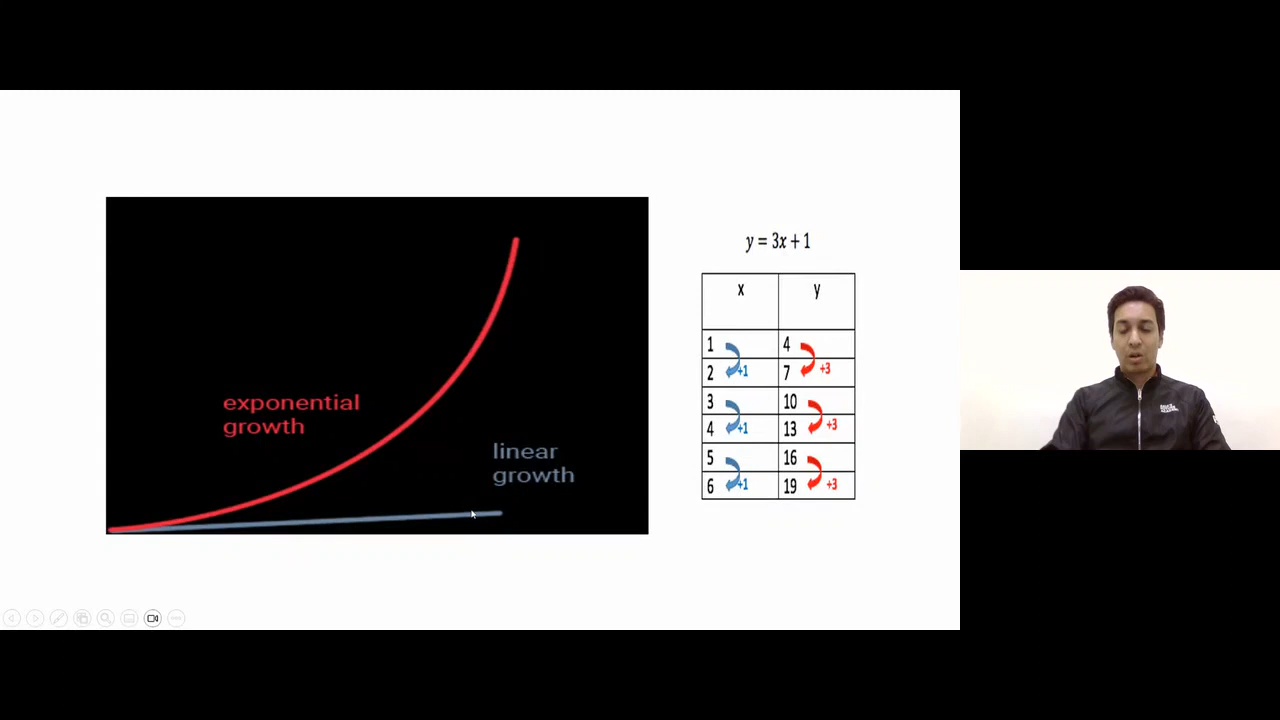 exponential
growth
linear
growth
y = 3x + 1
x y
1 4
+1 +3
2 7
3 10
+1 +3
4 13
5 16
+1 +3
6 19